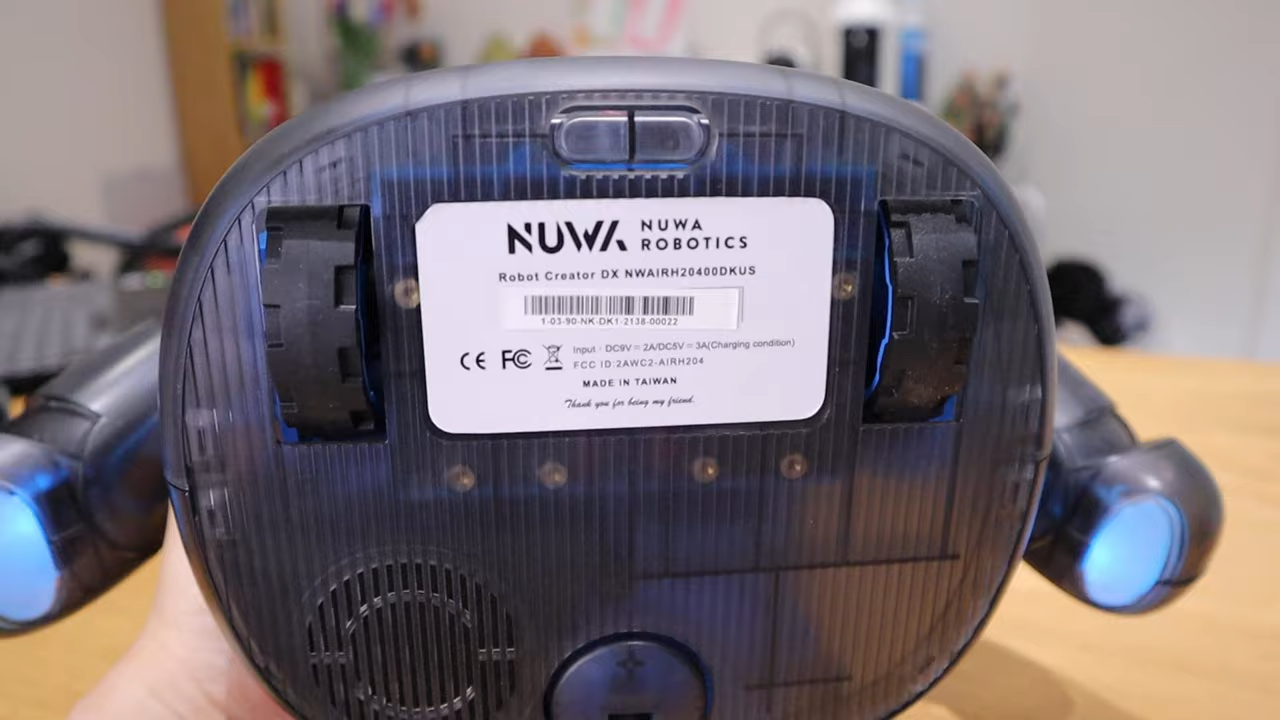 NUWA NUWA ROBOTICS
Robot Creator DX NWAIRH20400DKUS
1-03-90-NK-DK1-2138-00022
CE FC Input : DC9V = 2A/DC5V = 3A(Charging condition)
FCC ID:2AWC2-AIRH204
MADE IN TAIWAN
Thank you for being my friend.